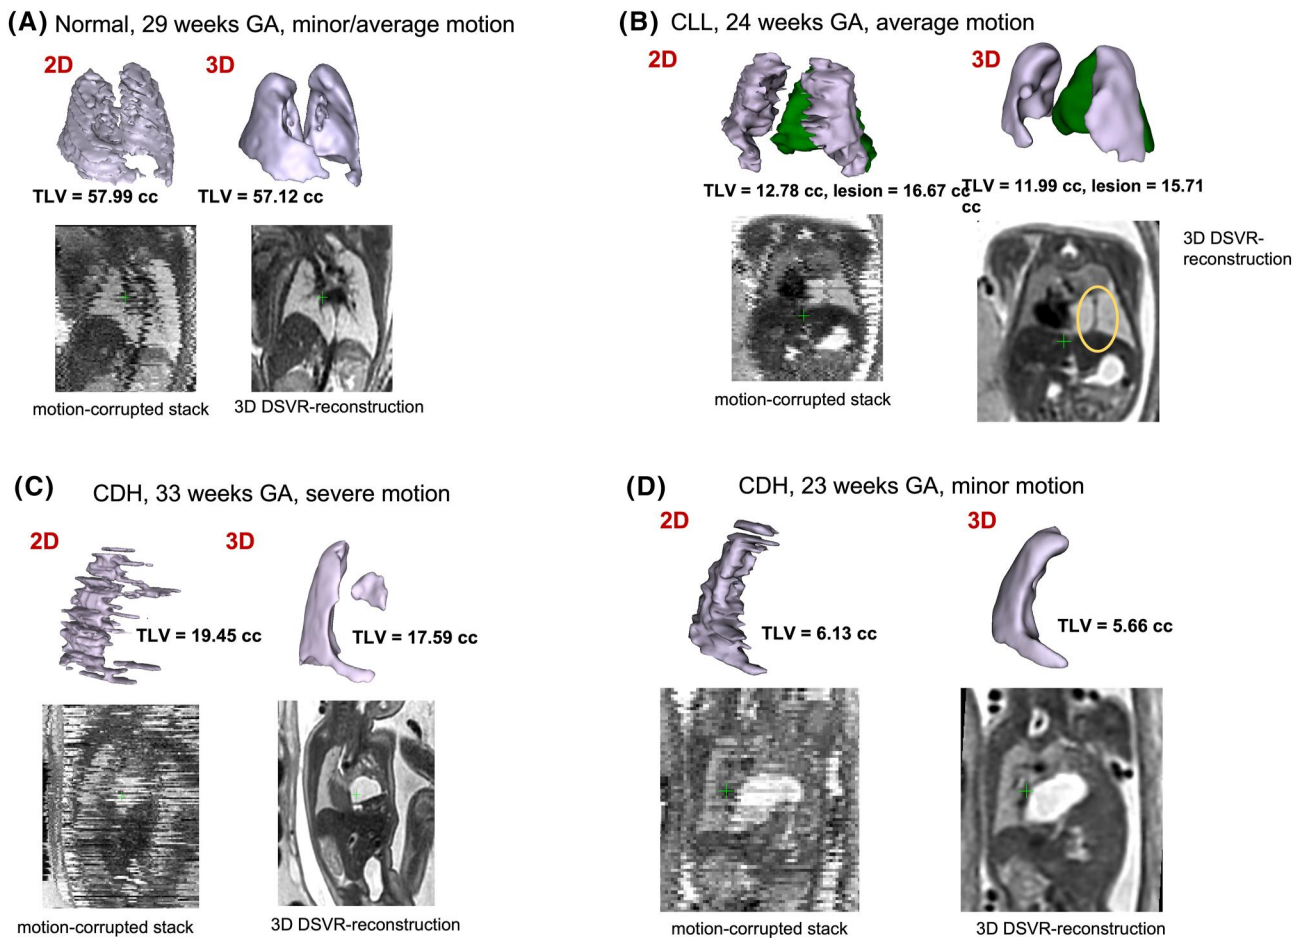 (A) Normal, 29 weeks GA, minor/average motion
2D
3D
TLV = 57.99 cc
TLV = 57.12 cc
motion-corrupted stack
3D DSVR-reconstruction
(B) CLL, 24 weeks GA, average motion
2D
3D
TLV = 12.78 cc, lesion = 16.67 cc
TLV = 11.99 cc, lesion = 15.71
cc
motion-corrupted stack
3D DSVR-
reconstruction
(C) CDH, 33 weeks GA, severe motion
2D
3D
TLV = 19.45 cc
TLV = 17.59 cc
motion-corrupted stack
3D DSVR-reconstruction
(D) CDH, 23 weeks GA, minor motion
2D
3D
TLV = 6.13 cc
TLV = 5.66 cc
motion-corrupted stack
3D DSVR-reconstruction